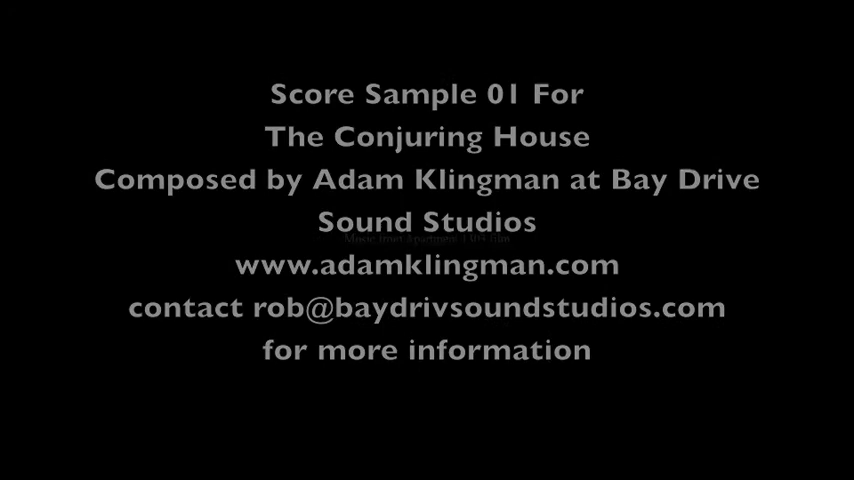 Score Sample 01 For
The Conjuring House
Composed by Adam Klingman at Bay Drive
Sound Studios
www.adamklingman.com
contact rob@baydrivsoundstudios.com
for more information